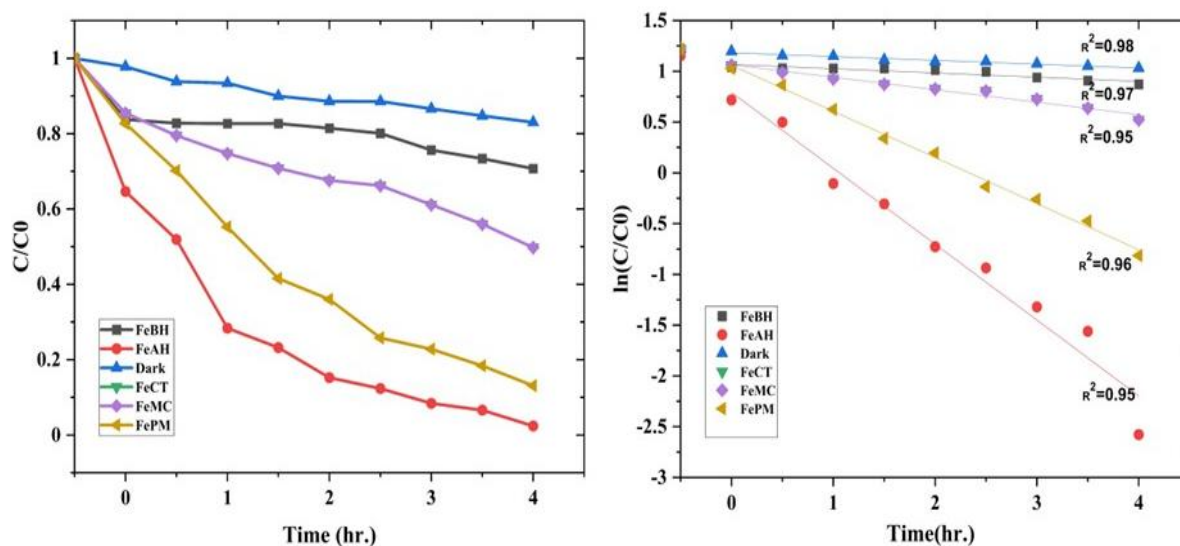 1
0.8
0.6
0.4
0.2
0
C/C0
FeBH
FeAH
Dark
FeCT
FeMC
FePM
0 1 2 3 4
Time (hr.)
1.5
1
0.5
0
-0.5
-1
-1.5
-2
-2.5
-3
ln(C/C0)
R²=0.98
R²=0.97
R²=0.95
R²=0.96
R²=0.95
FeBH
FeAH
Dark
FeCT
FeMC
FePM
0 1 2 3 4
Time(hr.)